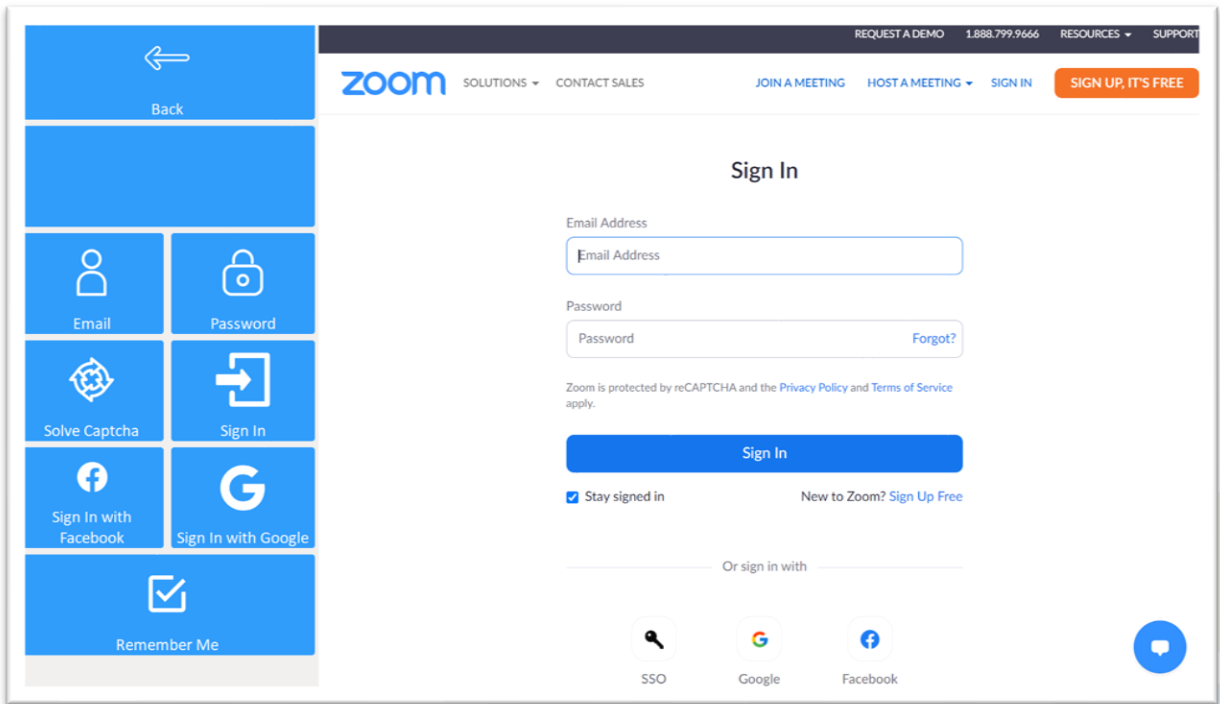 Back
Email
Password
Solve Captcha
Sign In
Sign In with
Facebook
Sign In with Google
Remember Me
REQUEST A DEMO 1.888.799.9666 RESOURCES SUPPORT
zoom SOLUTIONS CONTACT SALES JOIN A MEETING HOST A MEETING SIGN IN SIGN UP, IT'S FREE
Sign In
Email Address
Email Address
Password
Password Forgot?
Zoom is protected by reCAPTCHA and the Privacy Policy and Terms of Service
apply.
Sign In
Stay signed in New to Zoom? Sign Up Free
Or sign in with
SSO Google Facebook